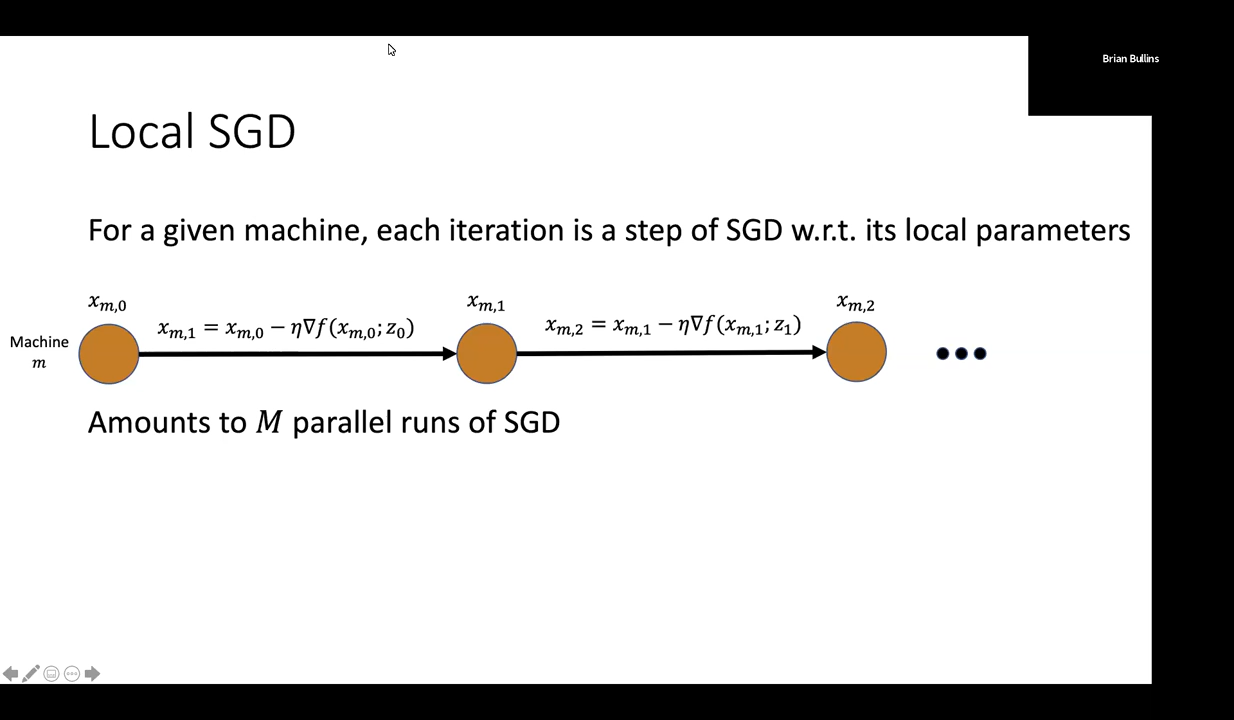 Brian Bullins
Local SGD
For a given machine, each iteration is a step of SGD w.r.t. its local parameters
x_{m,0}
x_{m,1}
x_{m,2}
x_{m,1} = x_{m,0} − η∇f(x_{m,0}; z_0)
x_{m,2} = x_{m,1} − η∇f(x_{m,1}; z_1)
Machine
m
Amounts to M parallel runs of SGD